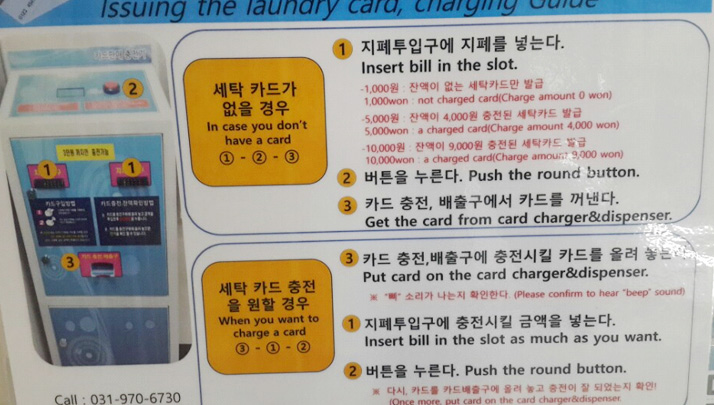 Issuing the laundry card, charging Guide
세탁 카드가
없을 경우
In case you don't
have a card
① - ② - ③
1 지폐투입구에 지폐를 넣는다.
Insert bill in the slot.
-1,000원 : 잔액이 없는 세탁카드만 발급
1,000won : not charged card(Charge amount 0 won)
-5,000원 : 잔액이 4,000원 충전된 세탁카드 발급
5,000won : a charged card(Charge amount 4,000 won)
-10,000원 : 잔액이 9,000원 충전된 세탁카드 발급
10,000won : a charged card(Charge amount 9,000 won)
2 버튼을 누른다. Push the round button.
3 카드 충전, 배출구에서 카드를 꺼낸다.
Get the card from card charger&dispenser.
세탁 카드 충전
을 원할 경우
When you want to
charge a card
③ - ① - ②
3 카드 충전,배출구에 충전시킬 카드를 올려
Put card on the card charger&dispenser.
※ "삐" 소리가 나는지 확인한다. (Please confirm to hear "beep" sound)
1 지폐투입구에 충전시킬 금액을 넣는다.
Insert bill in the slot as much as you want.
2 버튼을 누른다. Push the round button.
※ 다시, 카드를 카드배출구에 올려 놓고 충전이 잘 되었는지 확인!
(Once more, put card on the card charger&dispenser
2
1
1
카드구입방법
3
Call : 031-970-6730